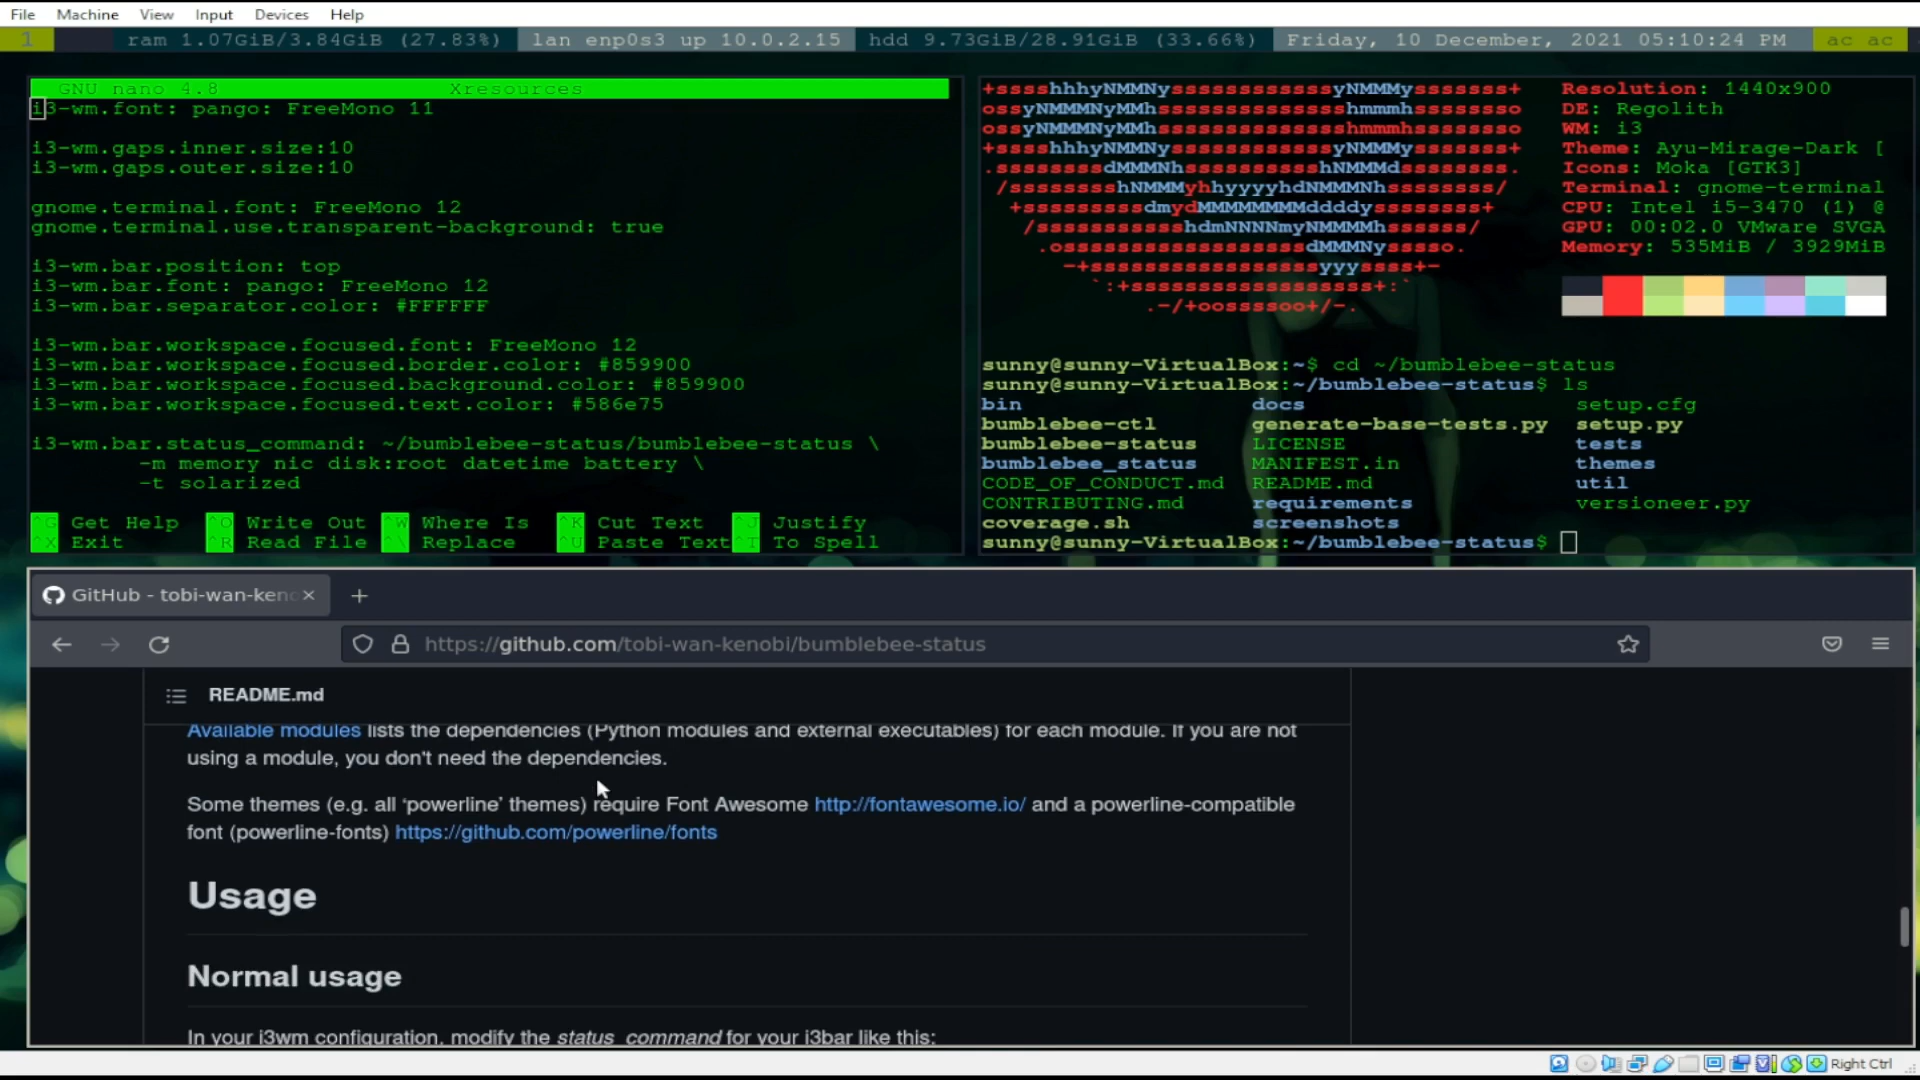 File Machine View Input Devices Help
1 ram 1.07GiB/3.84GiB (27.83%) lan enp0s3 up 10.0.2.15 hdd 9.73GiB/28.91GiB (33.66%) Friday, 10 December, 2021 05:10:24 PM ac ac
GNU nano 4.8 Xresources
i3-wm.font: pango: FreeMono 11
i3-wm.gaps.inner.size:10
i3-wm.gaps.outer.size:10
gnome.terminal.font: FreeMono 12
gnome.terminal.use.transparent-background: true
i3-wm.bar.position: top
i3-wm.bar.font: pango: FreeMono 12
i3-wm.bar.separator.color: #FFFFFF
i3-wm.bar.workspace.focused.font: FreeMono 12
i3-wm.bar.workspace.focused.border.color: #859900
i3-wm.bar.workspace.focused.background.color: #859900
i3-wm.bar.workspace.focused.text.color: #586e75
i3-wm.bar.status_command: ~/bumblebee-status/bumblebee-status \
-m memory nic disk:root datetime battery \
-t solarized
^G Get Help ^O Write Out ^W Where Is ^K Cut Text ^J Justify
^X Exit ^R Read File ^\ Replace ^U Paste Text ^T To Spell
+sssshhhyNMMNyssssssssssssyNMMMysssssss+
ossyNMMMNyMMhsssssssssssssshmmmhssssssso
ossyNMMMNyMMhsssssssssssssshmmmhssssssso
+sssshhhyNMMNyssssssssssssyNMMMysssssss+
.ssssssssdMMMNhsssssssssshNMMMdssssssss.
/sssssssshNMMMyhhyyyyhdNMMMNhssssssss/
+sssssssssdmydMMMMMMMMddddyssssssss+
/ssssssssssshdmNNNNmyNMMMMhssssss/
.ossssssssssssssssssdMMMNysssso.
-+sssssssssssssssssyyyssss+-
`:+ssssssssssssssssss+:`
.-/+oossssoo+/-.
Resolution: 1440x900
DE: Regolith
WM: i3
Theme: Ayu-Mirage-Dark [
Icons: Moka [GTK3]
Terminal: gnome-terminal
CPU: Intel i5-3470 (1) @
GPU: 00:02.0 VMware SVGA
Memory: 535MiB / 3929MiB
sunny@sunny-VirtualBox:~$ cd ~/bumblebee-status
sunny@sunny-VirtualBox:~/bumblebee-status$ ls
bin docs setup.cfg
bumblebee-ctl generate-base-tests.py setup.py
bumblebee-status LICENSE tests
bumblebee_status MANIFEST.in themes
CODE_OF_CONDUCT.md README.md util
CONTRIBUTING.md requirements versioneer.py
coverage.sh screenshots
sunny@sunny-VirtualBox:~/bumblebee-status$
GitHub - tobi-wan-keno
https://github.com/tobi-wan-kenobi/bumblebee-status
README.md
Available modules lists the dependencies (Python modules and external executables) for each module. If you are not
using a module, you don't need the dependencies.
Some themes (e.g. all ‘powerline’ themes) require Font Awesome http://fontawesome.io/ and a powerline-compatible
font (powerline-fonts) https://github.com/powerline/fonts
Usage
Normal usage
In your i3wm configuration, modify the status_command for your i3bar like this:
Right Ctrl